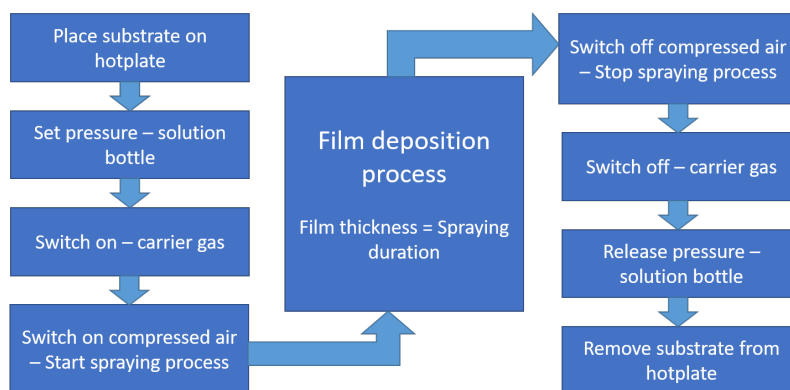 Place substrate on
hotplate
Set pressure – solution
bottle
Switch on – carrier gas
Switch on compressed air
– Start spraying process
Film deposition
process
Film thickness = Spraying
duration
Switch off compressed air
– Stop spraying process
Switch off – carrier gas
Release pressure –
solution bottle
Remove substrate from
hotplate